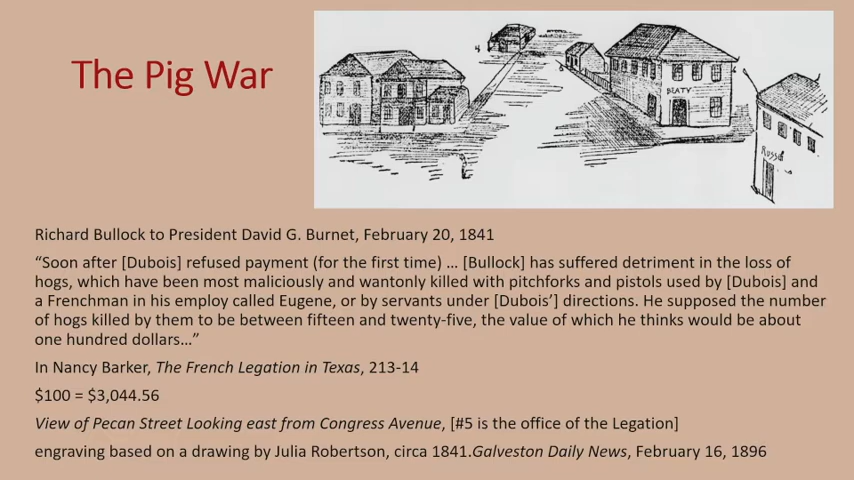 The Pig War
4
5
6
BEATY
Russ
Richard Bullock to President David G. Burnet, February 20, 1841
“Soon after [Dubois] refused payment (for the first time) … [Bullock] has suffered detriment in the loss of
hogs, which have been most maliciously and wantonly killed with pitchforks and pistols used by [Dubois] and
a Frenchman in his employ called Eugene, or by servants under [Dubois’] directions. He supposed the number
of hogs killed by them to be between fifteen and twenty-five, the value of which he thinks would be about
one hundred dollars…”
In Nancy Barker, The French Legation in Texas, 213-14
$100 = $3,044.56
View of Pecan Street Looking east from Congress Avenue, [#5 is the office of the Legation]
engraving based on a drawing by Julia Robertson, circa 1841.Galveston Daily News, February 16, 1896